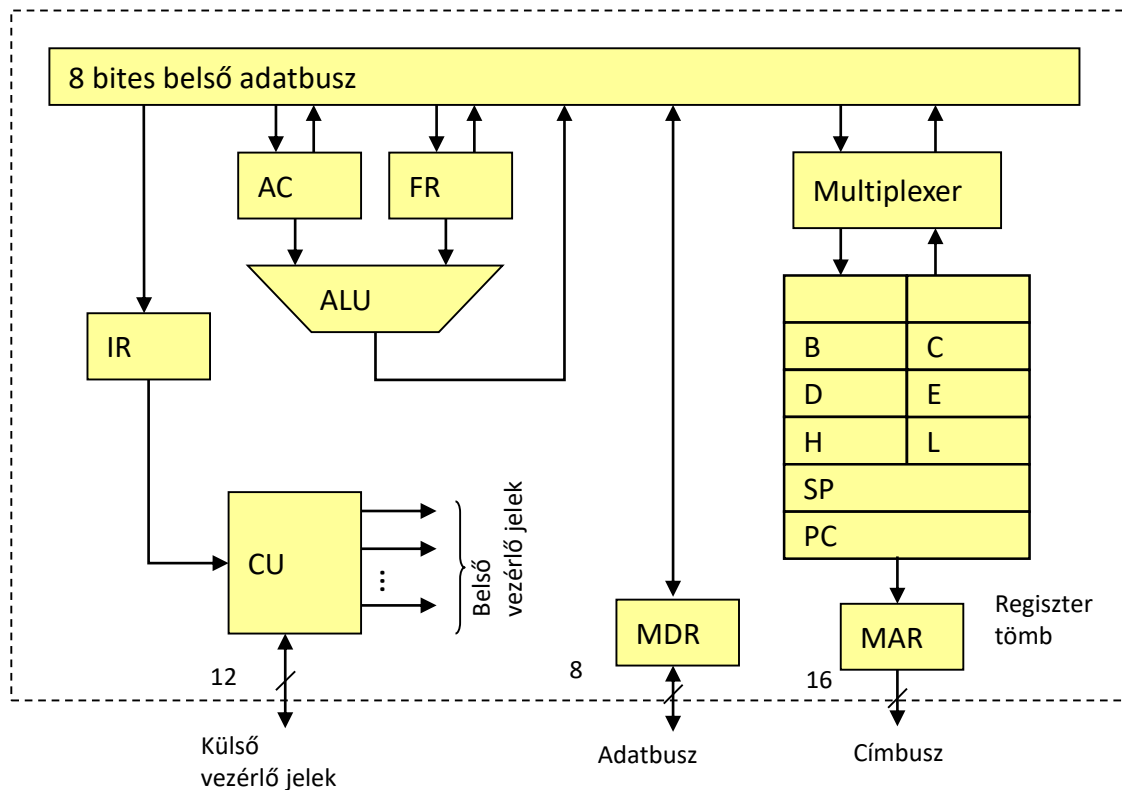 8 bites belső adatbusz
AC
FR
Multiplexer
ALU
IR
B
C
D
E
H
L
SP
PC
CU
...
Belső
vezérlő jelek
MDR
MAR
Regiszter
tömb
12
8
16
Külső
vezérlő jelek
Adatbusz
Címbusz